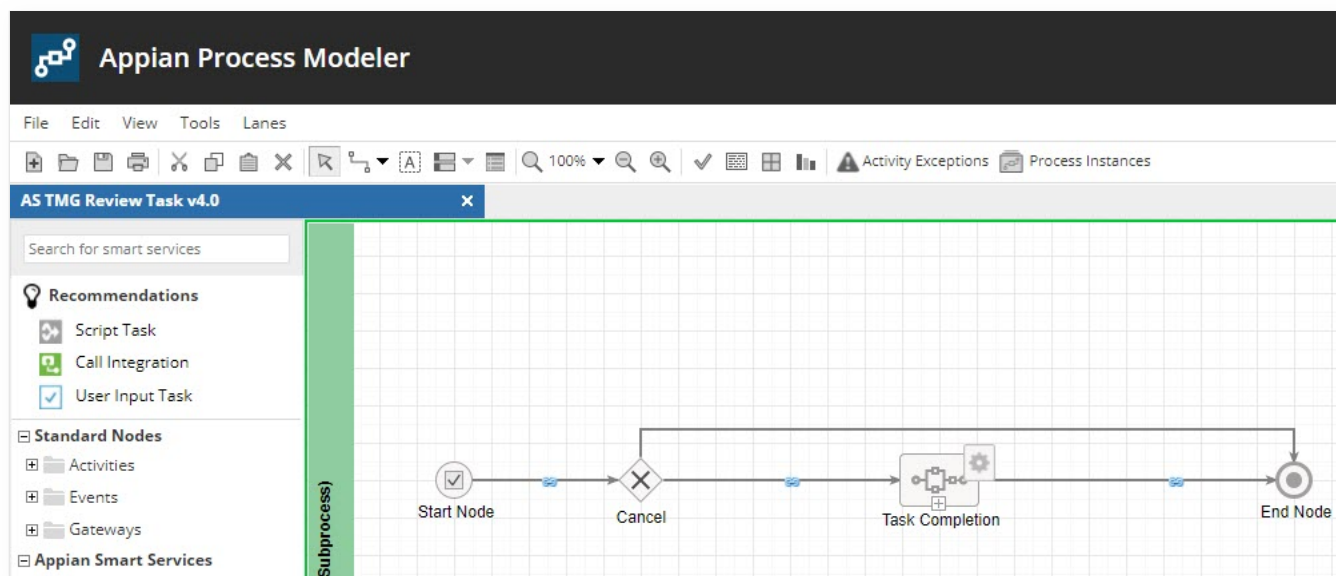 Appian Process Modeler
File Edit View Tools Lanes
A 100% Activity Exceptions Process Instances
AS TMG Review Task v4.0
Search for smart services
Recommendations
Script Task
Call Integration
User Input Task
Standard Nodes
Activities
Events
Gateways
Appian Smart Services
Subprocess)
Start Node
Cancel
Task Completion
End Node